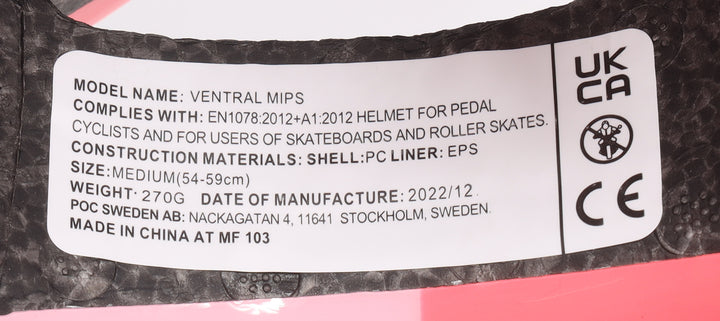 MODEL NAME: VENTRAL MIPS
COMPLIES WITH: EN1078:2012+A1:2012 HELMET FOR PEDAL
CYCLISTS AND FOR USERS OF SKATEBOARDS AND ROLLER SKATES.
CONSTRUCTION MATERIALS: SHELL:PC LINER: EPS
SIZE:MEDIUM(54-59cm)
WEIGHT: 270G DATE OF MANUFACTURE: 2022/12
POC SWEDEN AB: NACKAGATAN 4, 11641 STOCKHOLM, SWEDEN.
MADE IN CHINA AT MF 103
UK
CA
CE